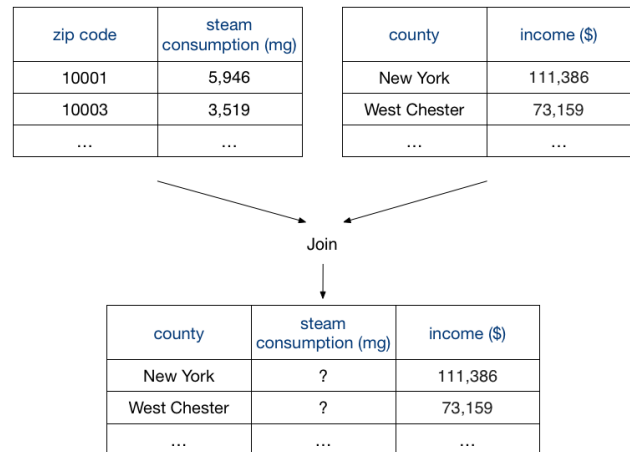 zip code steam consumption (mg)
10001 5,946
10003 3,519
... ...
county income ($)
New York 111,386
West Chester 73,159
... ...
Join
county steam consumption (mg) income ($)
New York ? 111,386
West Chester ? 73,159
... ... ...